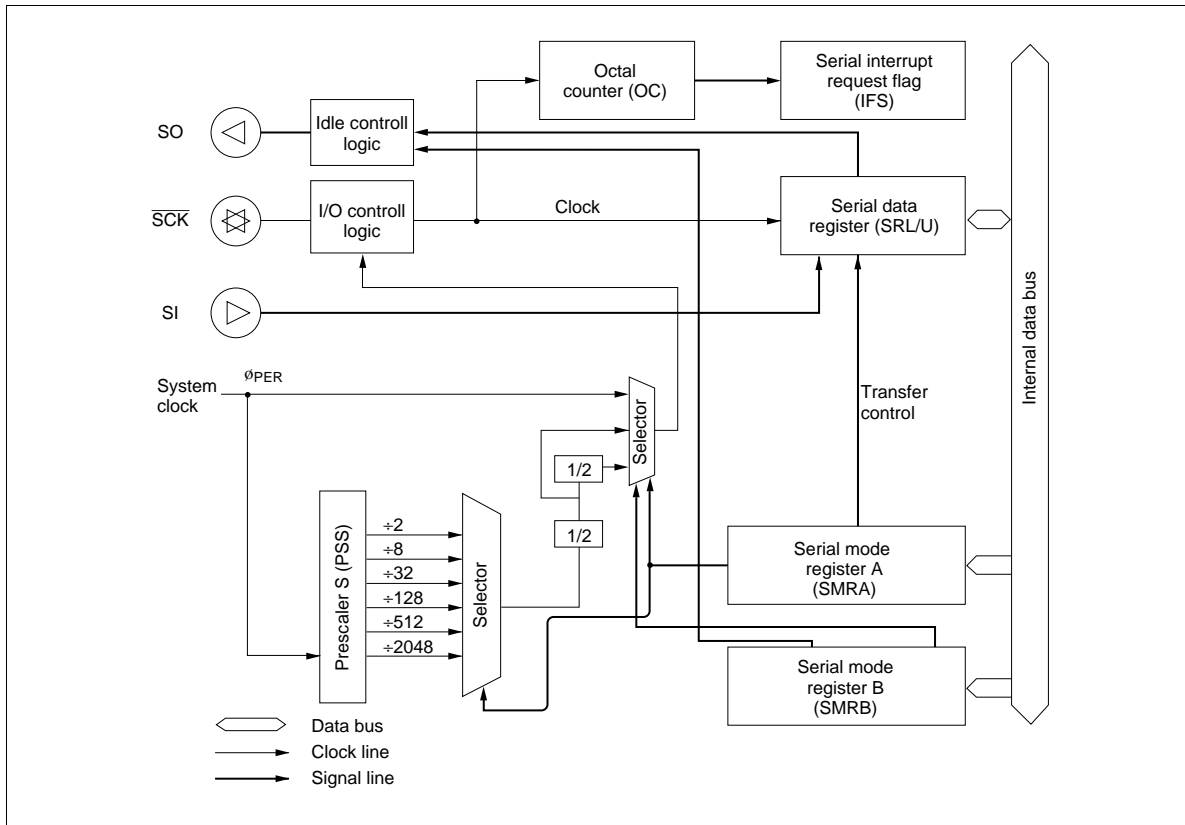 Octal
counter (OC)
Serial interrupt
request flag
(IFS)
SO
Idle controll
logic
SCK
I/O controll
logic
Clock
Serial data
register (SRL/U)
SI
Internal data bus
System
clock
øPER
Selector
Transfer
control
1/2
1/2
Prescaler S (PSS)
÷2
÷8
÷32
÷128
÷512
÷2048
Selector
Serial mode
register A
(SMRA)
Serial mode
register B
(SMRB)
Data bus
Clock line
Signal line